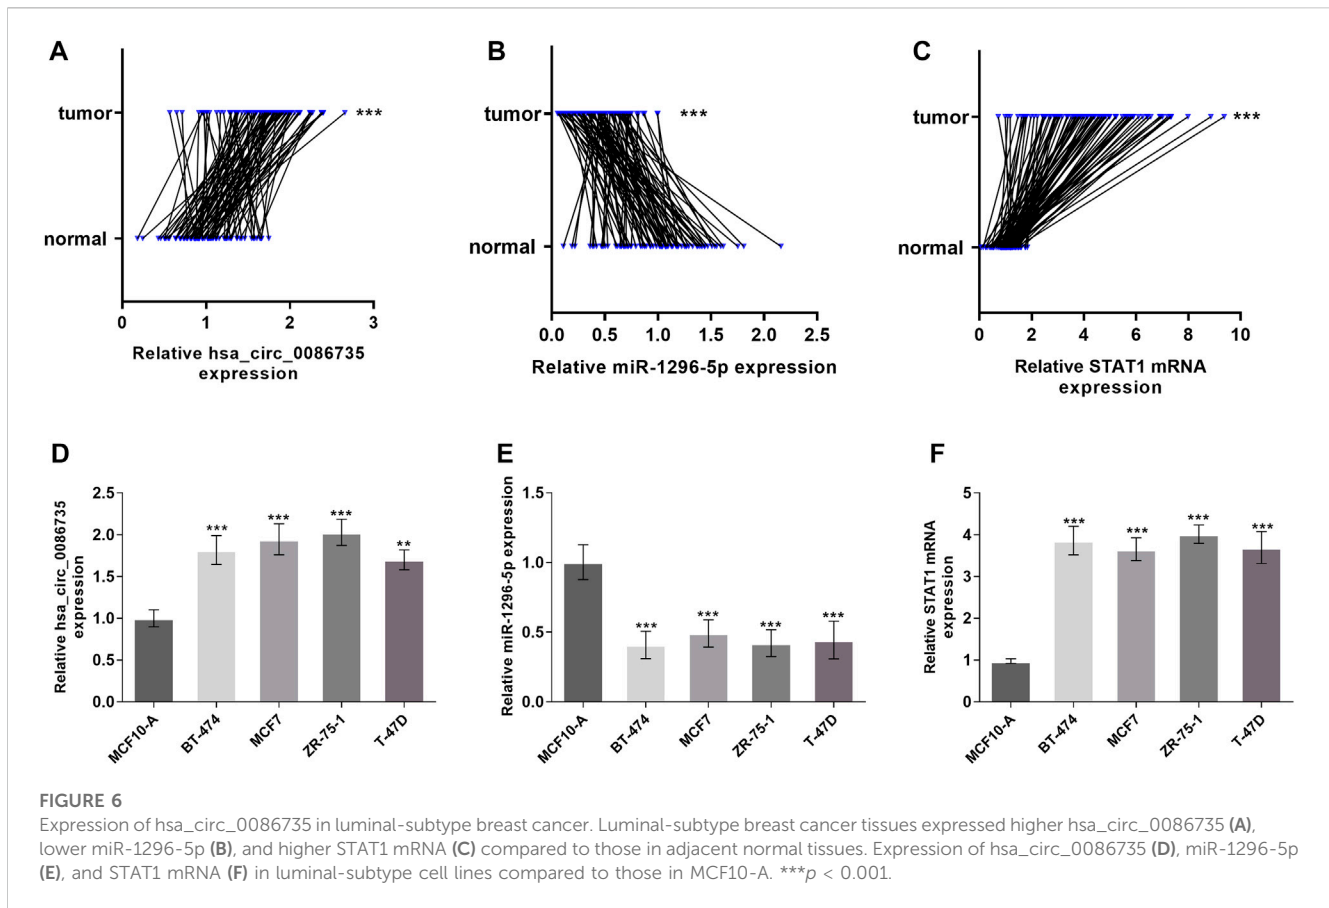 A
tumor
***
normal
0 1 2 3
Relative hsa_circ_0086735
expression
B
tumor
***
normal
0.0 0.5 1.0 1.5 2.0 2.5
Relative miR-1296-5p expression
C
tumor
***
normal
0 2 4 6 8 10
Relative STAT1 mRNA
expression
D
Relative hsa_circ_0086735
expression
2.5
2.0
1.5
1.0
0.5
0.0
*** *** *** **
MCF10-A BT-474 MCF7 ZR-75-1 T-47D
E
Relative miR-1296-5p expression
1.5
1.0
0.5
0.0
*** *** *** ***
MCF10-A BT-474 MCF7 ZR-75-1 T-47D
F
Relative STAT1 mRNA
expression
5
4
3
2
1
0
*** *** *** ***
MCF10-A BT-474 MCF7 ZR-75-1 T-47D
FIGURE 6
Expression of hsa_circ_0086735 in luminal-subtype breast cancer. Luminal-subtype breast cancer tissues expressed higher hsa_circ_0086735 (A),
lower miR-1296-5p (B), and higher STAT1 mRNA (C) compared to those in adjacent normal tissues. Expression of hsa_circ_0086735 (D), miR-1296-5p
(E), and STAT1 mRNA (F) in luminal-subtype cell lines compared to those in MCF10-A. ***p < 0.001.